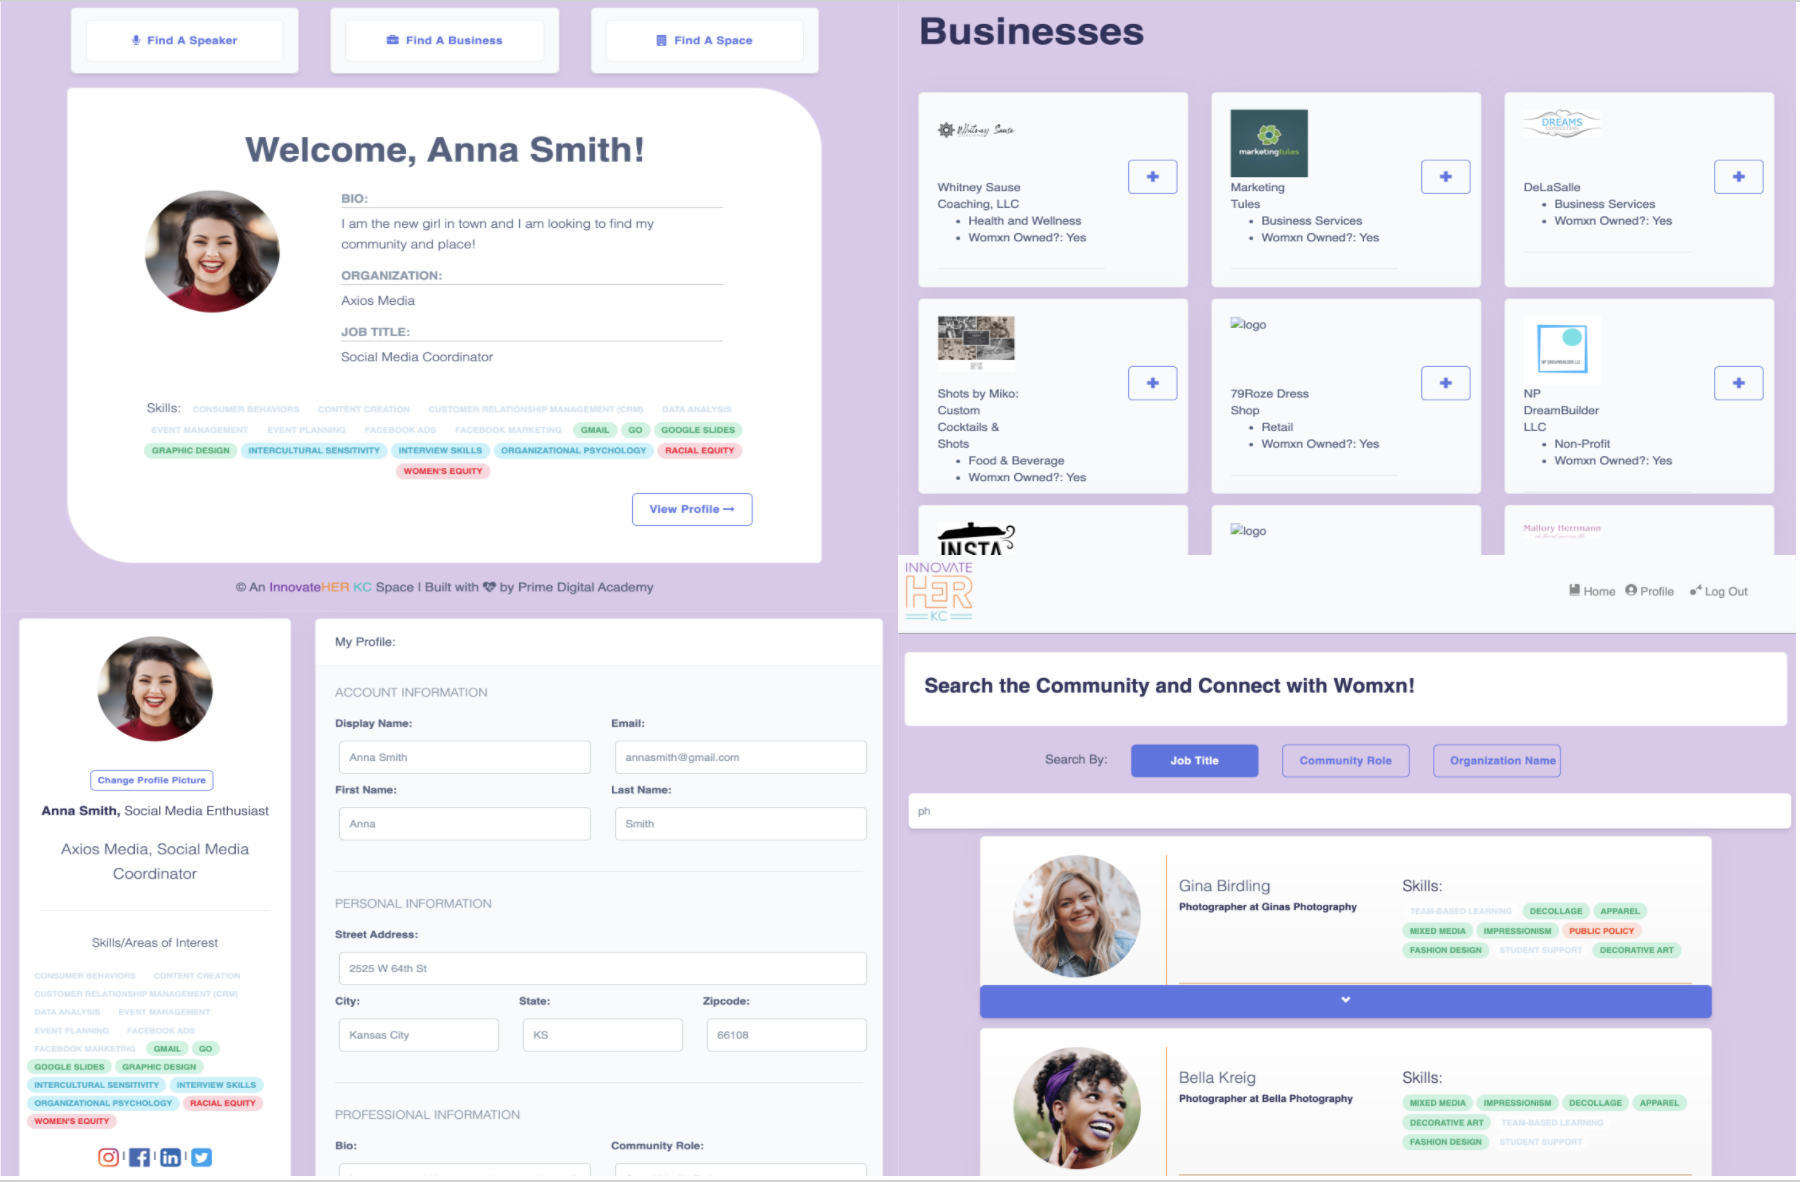 Find A Speaker
Find A Business
Find A Space
Welcome, Anna Smith!
BIO:
I am the new girl in town and I am looking to find my
community and place!
ORGANIZATION:
Axios Media
JOB TITLE:
Social Media Coordinator
Skills: CONSUMER BEHAVIORS CONTENT CREATION CUSTOMER RELATIONSHIP MANAGEMENT (CRM) DATA ANALYSIS
EVENT MANAGEMENT EVENT PLANNING FACEBOOK ADS FACEBOOK MARKETING GMAIL GO GOOGLE SLIDES
GRAPHIC DESIGN INTERCULTURAL SENSITIVITY INTERVIEW SKILLS ORGANIZATIONAL PSYCHOLOGY RACIAL EQUITY
WOMEN'S EQUITY
View Profile →
© An InnovateHER KC Space | Built with by Prime Digital Academy
Businesses
Whitney Sause
Whitney Sause
Coaching, LLC
• Health and Wellness
• Womxn Owned?: Yes
+
marketingtules
Marketing
Tules
• Business Services
• Womxn Owned?: Yes
+
DREAMS
CONSULTING
DeLaSalle
• Business Services
• Womxn Owned?: Yes
+
Shots by Miko:
Custom
Cocktails &
Shots
• Food & Beverage
• Womxn Owned?: Yes
+
logo
79Roze Dress
Shop
• Retail
• Womxn Owned?: Yes
+
NP DREAMBUILDER LLC
NP
DreamBuilder
LLC
• Non-Profit
• Womxn Owned?: Yes
+
INSTA
logo
Mallory Herrmann
Change Profile Picture
Anna Smith, Social Media Enthusiast
Axios Media, Social Media
Coordinator
Skills/Areas of Interest
CONSUMER BEHAVIORS CONTENT CREATION
CUSTOMER RELATIONSHIP MANAGEMENT (CRM)
DATA ANALYSIS EVENT MANAGEMENT
EVENT PLANNING FACEBOOK ADS
FACEBOOK MARKETING GMAIL GO
GOOGLE SLIDES GRAPHIC DESIGN
INTERCULTURAL SENSITIVITY INTERVIEW SKILLS
ORGANIZATIONAL PSYCHOLOGY RACIAL EQUITY
WOMEN'S EQUITY
My Profile:
ACCOUNT INFORMATION
Display Name: Email:
Anna Smith annasmith@gmail.com
First Name: Last Name:
Anna Smith
PERSONAL INFORMATION
Street Address:
2525 W 64th St
City: State: Zipcode:
Kansas City KS 66108
PROFESSIONAL INFORMATION
Bio: Community Role:
INNOVATE
HER
KC
Home Profile Log Out
Search the Community and Connect with Womxn!
Search By: Job Title Community Role Organization Name
ph
Gina Birdling
Photographer at Ginas Photography
Skills:
TEAM-BASED LEARNING DECOLLAGE APPAREL
MIXED MEDIA IMPRESSIONISM PUBLIC POLICY
FASHION DESIGN STUDENT SUPPORT DECORATIVE ART
Bella Kreig
Photographer at Bella Photography
Skills:
MIXED MEDIA IMPRESSIONISM DECOLLAGE APPAREL
DECORATIVE ART TEAM-BASED LEARNING
FASHION DESIGN STUDENT SUPPORT